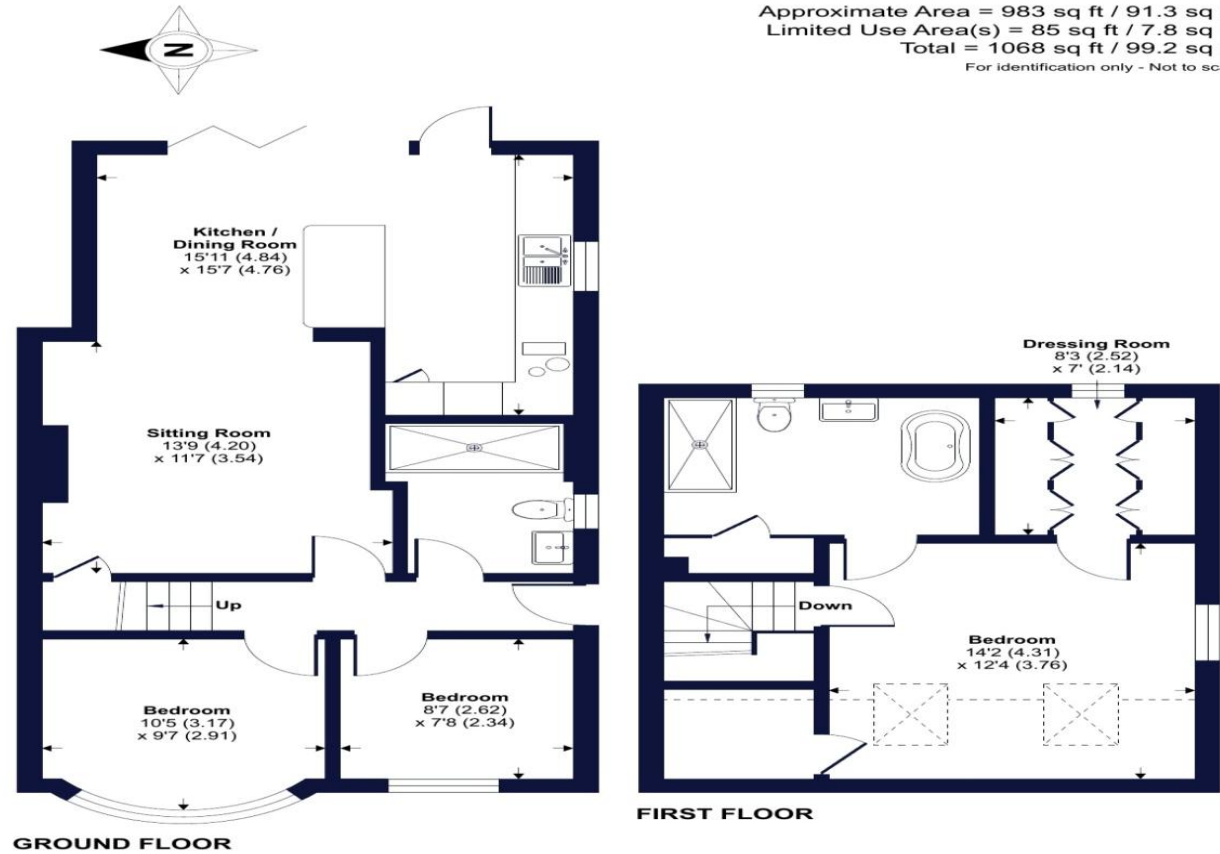 Approximate Area = 983 sq ft / 91.3 sq
Limited Use Area(s) = 85 sq ft / 7.8 sq
Total = 1068 sq ft / 99.2 sq
For identification only - Not to sc
N
Kitchen /
Dining Room
15'11 (4.84)
x 15'7 (4.76)
Sitting Room
13'9 (4.20)
x 11'7 (3.54)
Up
Bedroom
10'5 (3.17)
x 9'7 (2.91)
Bedroom
8'7 (2.62)
x 7'8 (2.34)
GROUND FLOOR
Dressing Room
8'3 (2.52)
x 7' (2.14)
Down
Bedroom
14'2 (4.31)
x 12'4 (3.76)
FIRST FLOOR